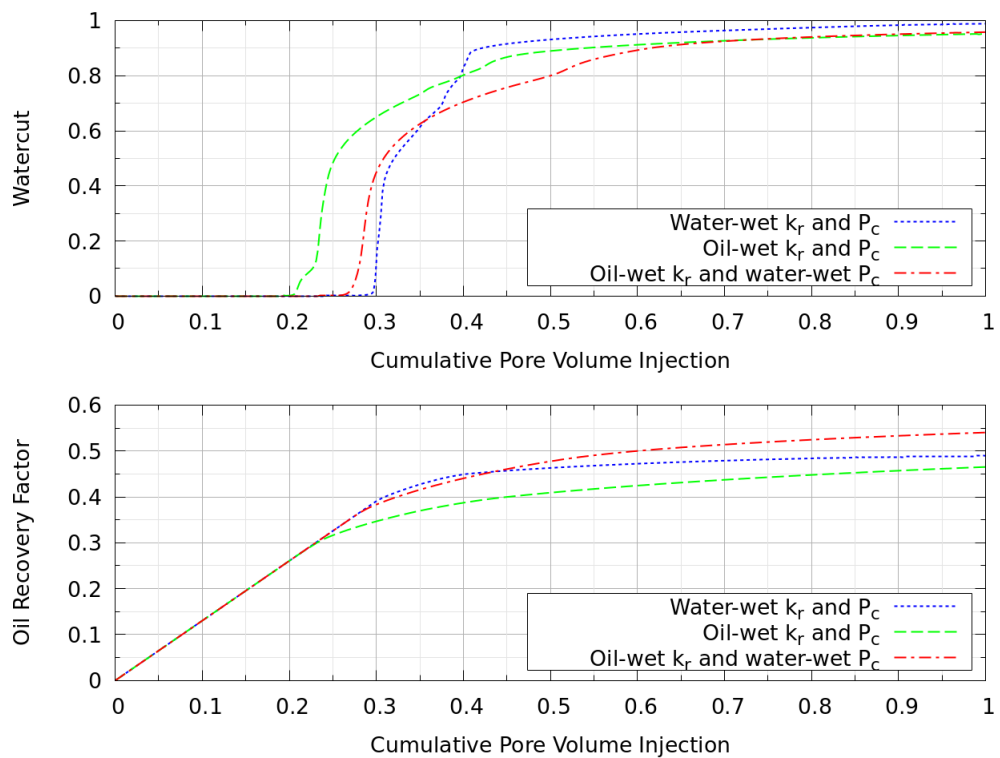 1
0.8
0.6
0.4
0.2
0
Watercut
Water-wet kr and Pc
Oil-wet kr and Pc
Oil-wet kr and water-wet Pc
0 0.1 0.2 0.3 0.4 0.5 0.6 0.7 0.8 0.9 1
Cumulative Pore Volume Injection
0.6
0.5
0.4
0.3
0.2
0.1
0
Oil Recovery Factor
Water-wet kr and Pc
Oil-wet kr and Pc
Oil-wet kr and water-wet Pc
0 0.1 0.2 0.3 0.4 0.5 0.6 0.7 0.8 0.9 1
Cumulative Pore Volume Injection